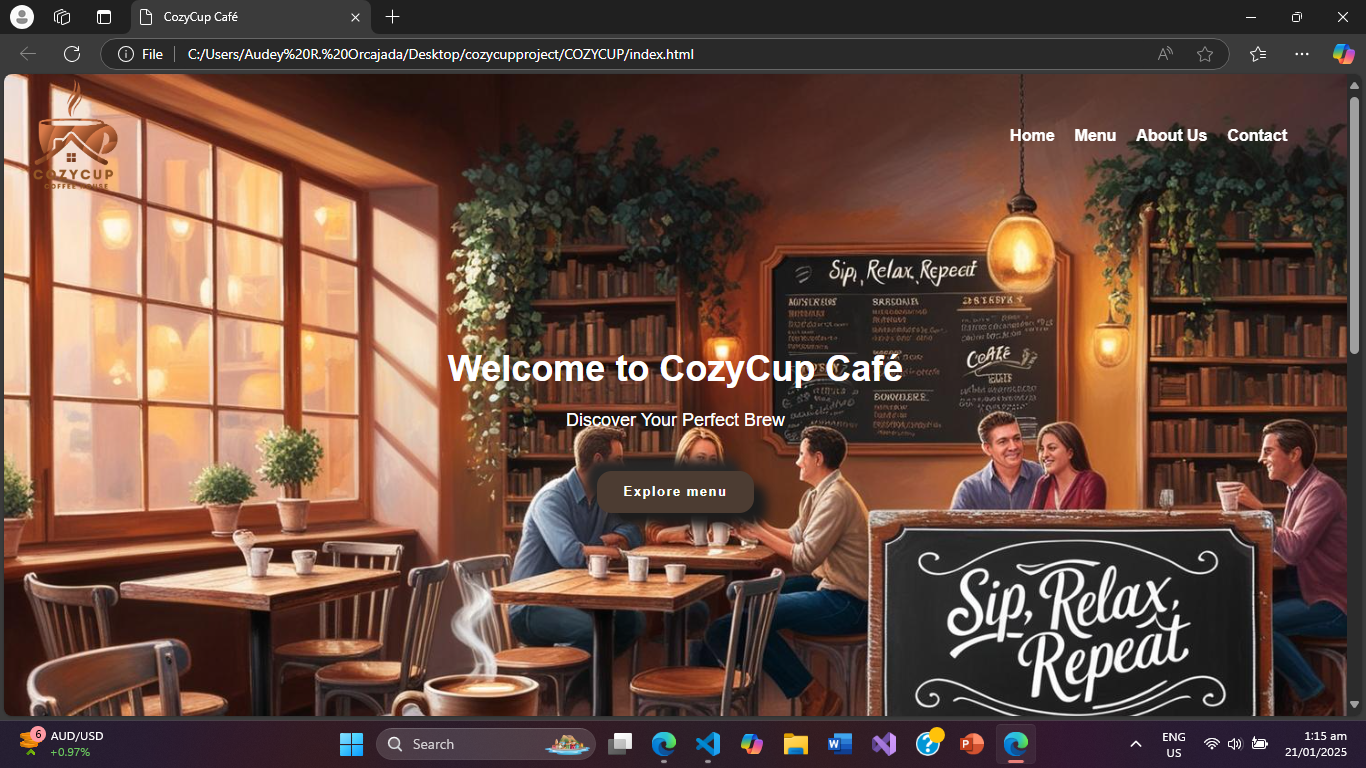 CozyCup Café
File
C:/Users/Audey%20R.%20Orcajada/Desktop/cozycupproject/COZYCUP/index.html
COZYCUP
COFFEE HOUSE
Home Menu About Us Contact
Sip, Relax, Repeat
Welcome to CozyCup Café
Discover Your Perfect Brew
Explore menu
Sip, Relax,
Repeat
6
AUD/USD
+0.97%
Search
ENG
US
1:15 am
21/01/2025